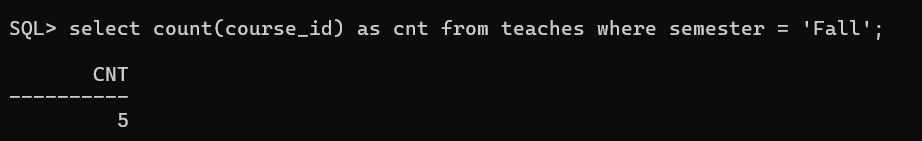 SQL> select count(course_id) as cnt from teaches where semester = 'Fall';
CNT
----------
5